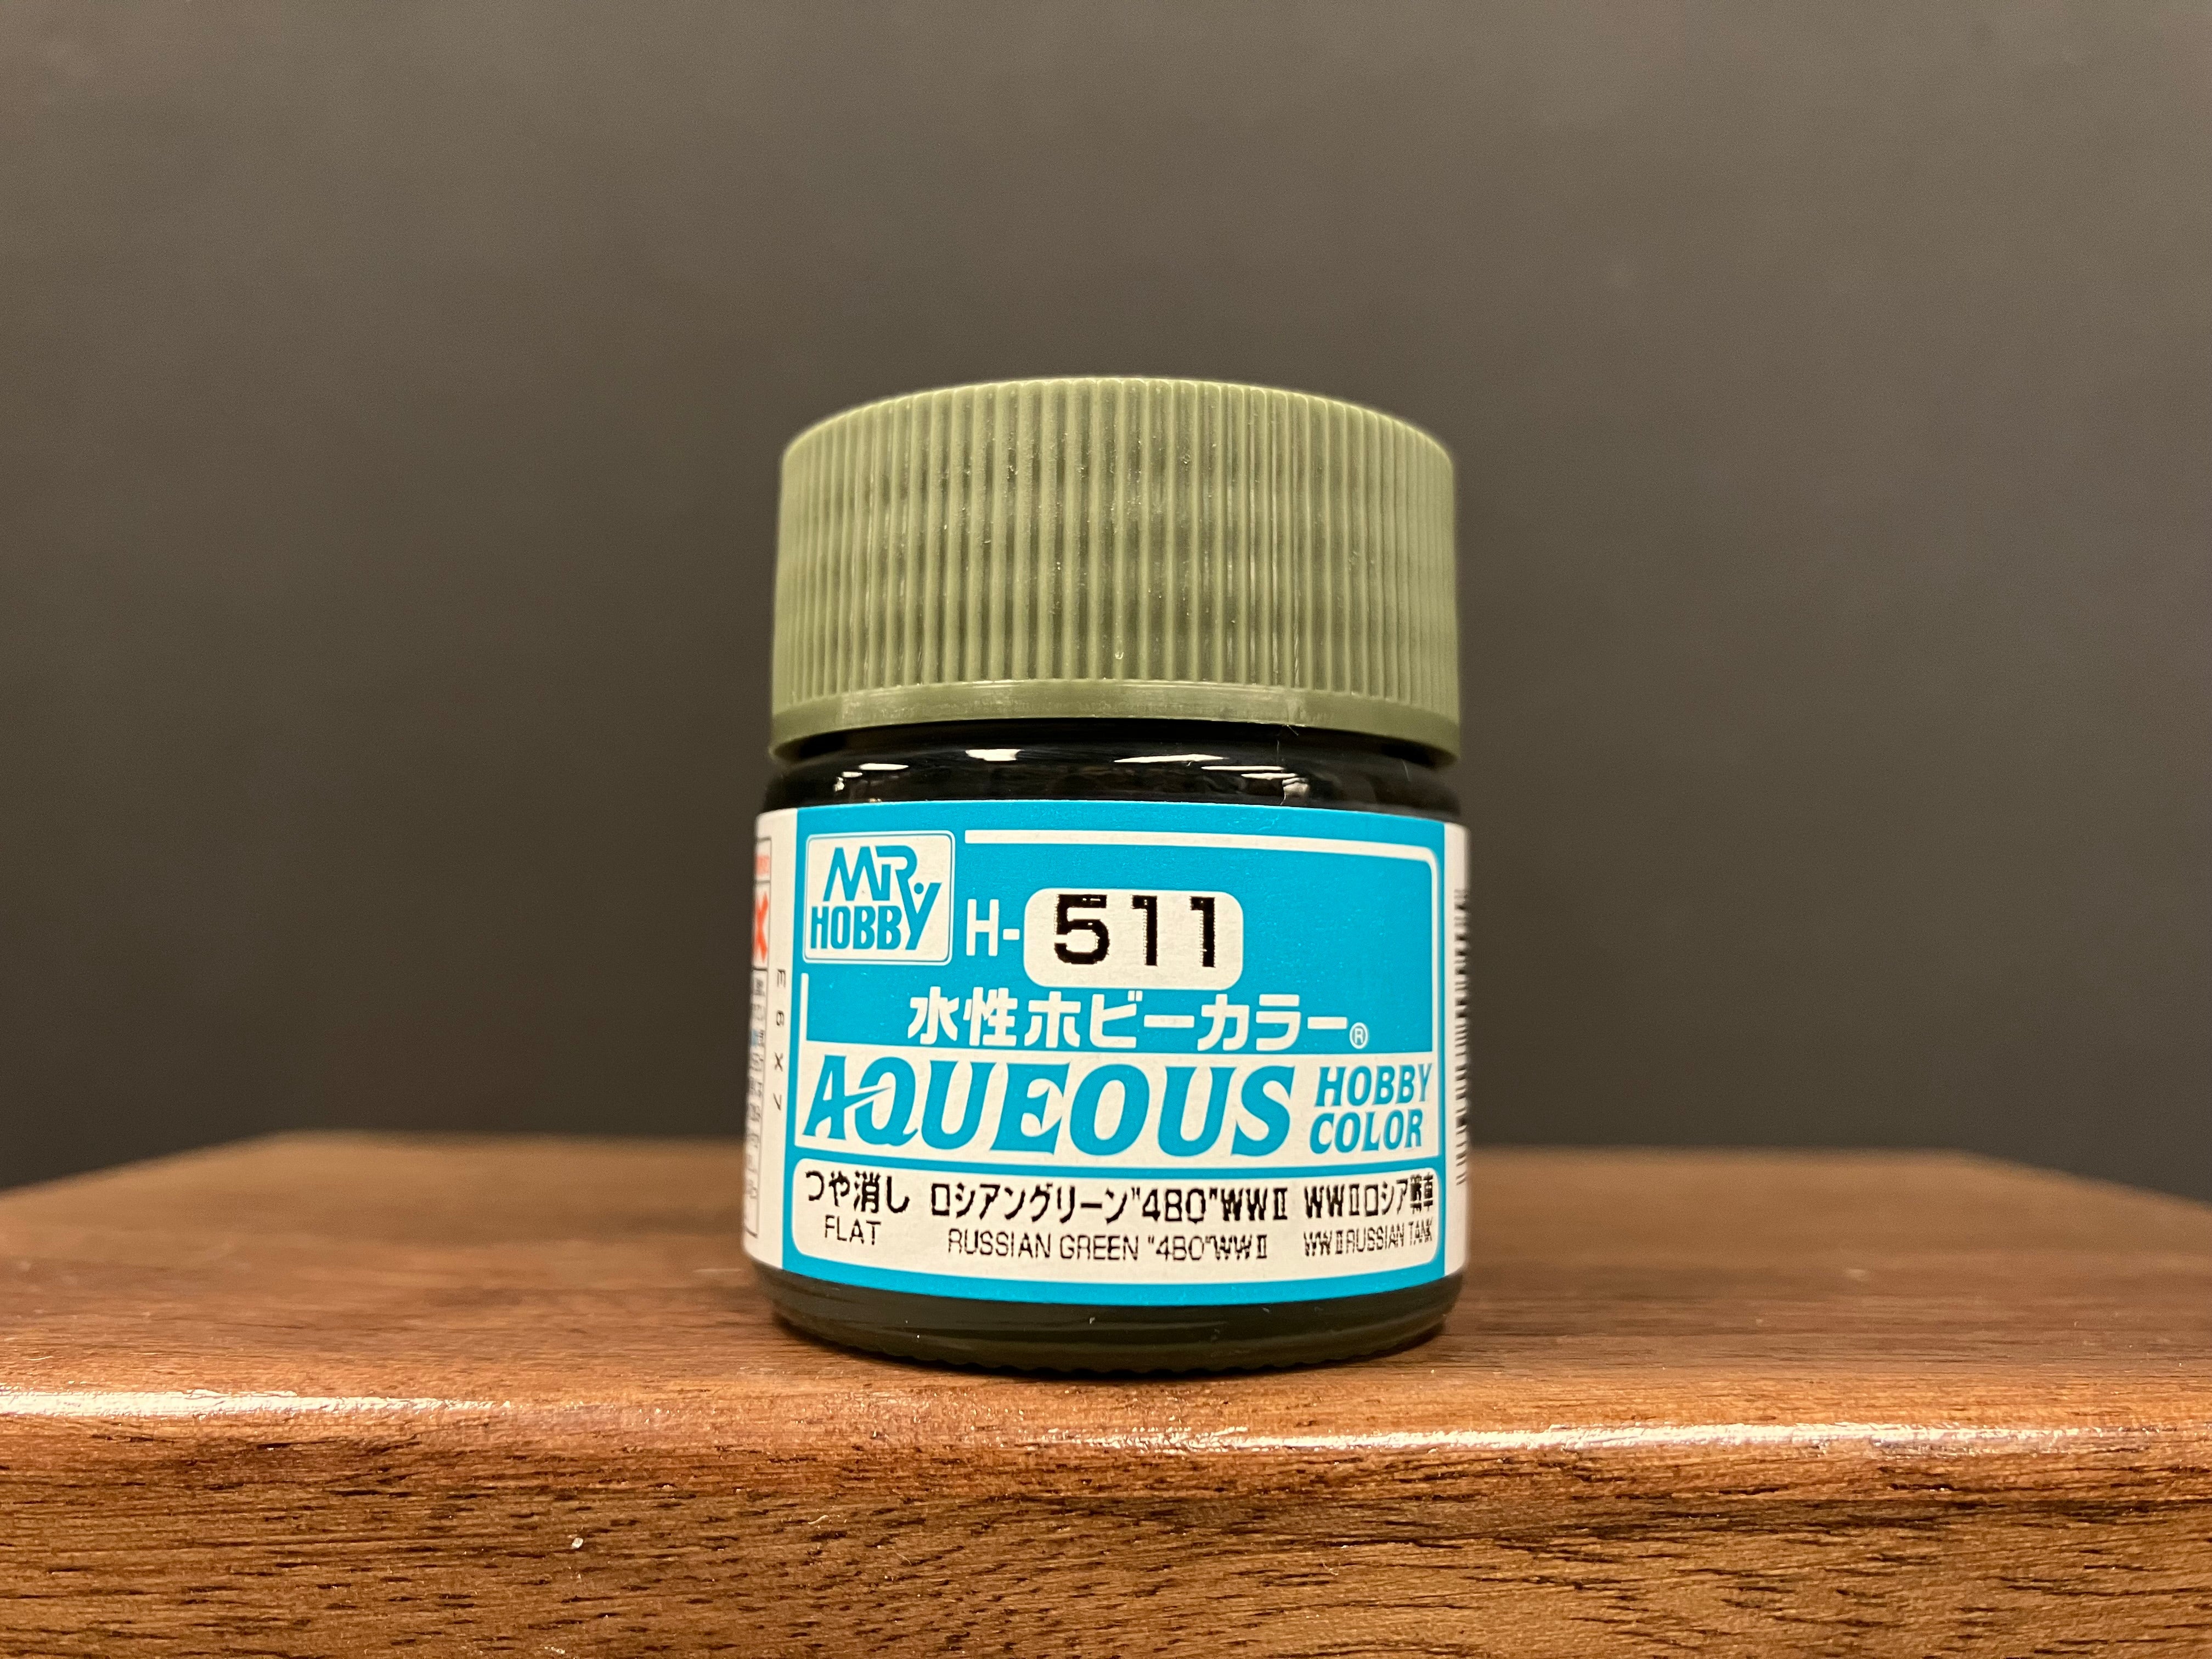 MR. HOBBY
H-511
水性ホビーカラー®
AQUEOUS HOBBY COLOR
つや消し ロシアングリーン"4BO"WWⅡ WWⅡロシア戦車
FLAT RUSSIAN GREEN "4BO"WWⅡ WWⅡRUSSIAN TANK
E6X7